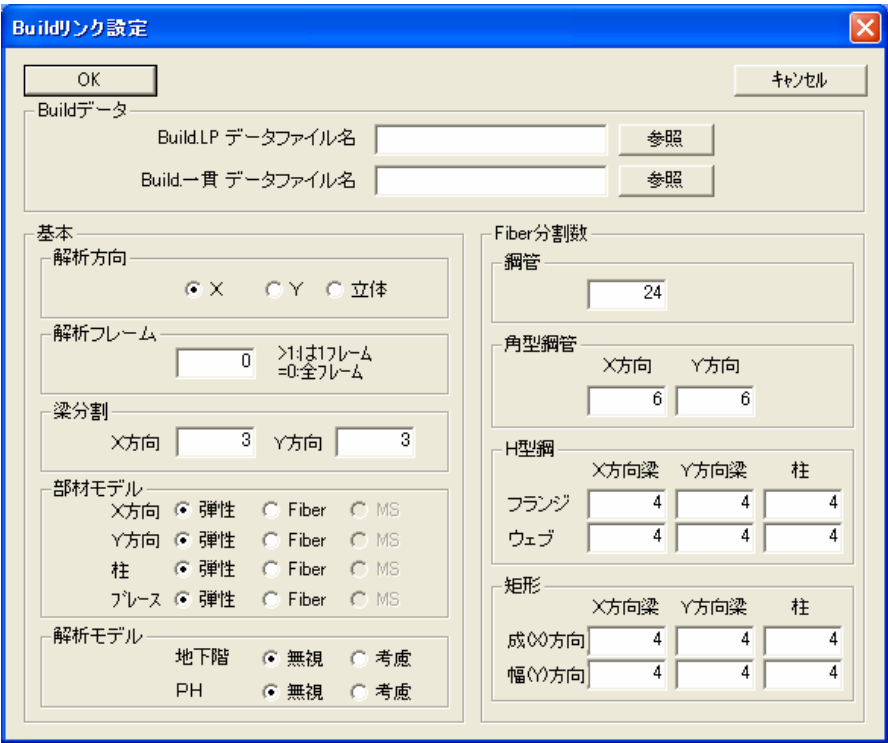 Buildリンク設定
OK
キャンセル
Buildデータ
Build.LP データファイル名
参照
Build.一貫 データファイル名
参照
基本
解析方向
X Y 立体
解析フレーム
0
>1:は1フレーム
=0:全フレーム
梁分割
X方向 3 Y方向 3
部材モデル
X方向 弾性 Fiber MS
Y方向 弾性 Fiber MS
柱 弾性 Fiber MS
ブレース 弾性 Fiber MS
解析モデル
地下階 無視 考慮
PH 無視 考慮
Fiber分割数
鋼管
24
角型鋼管
X方向 Y方向
6 6
H型鋼
X方向梁 Y方向梁 柱
フランジ 4 4 4
ウェブ 4 4 4
矩形
X方向梁 Y方向梁 柱
成(X)方向 4 4 4
幅(Y)方向 4 4 4